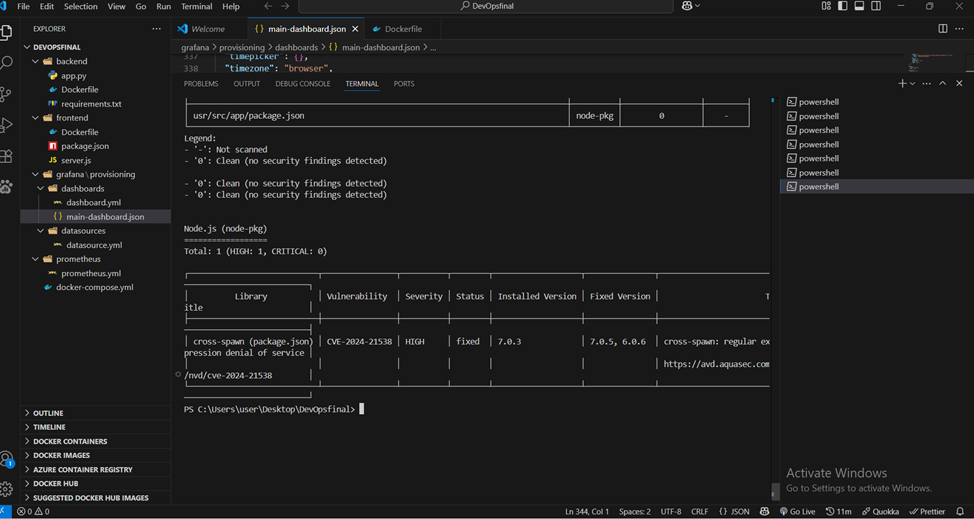 File Edit Selection View Go Run Terminal Help
DevOpsfinal
EXPLORER
Welcome
main-dashboard.json
Dockerfile
DEVOPSFINAL
backend
app.py
Dockerfile
requirements.txt
frontend
Dockerfile
package.json
JS server.js
grafana \ provisioning
dashboards
dashboard.yml
main-dashboard.json
datasources
datasource.yml
prometheus
prometheus.yml
docker-compose.yml
OUTLINE
TIMELINE
DOCKER CONTAINERS
DOCKER IMAGES
AZURE CONTAINER REGISTRY
DOCKER HUB
SUGGESTED DOCKER HUB IMAGES
grafana > provisioning > dashboards > {} main-dashboard.json > ...
337 "timepicker": {},
338 "timezone": "browser",
PROBLEMS OUTPUT DEBUG CONSOLE TERMINAL PORTS
usr/src/app/package.json node-pkg 0 -
Legend:
- '-': Not scanned
- '0': Clean (no security findings detected)
- '0': Clean (no security findings detected)
- '0': Clean (no security findings detected)
Node.js (node-pkg)
==================
Total: 1 (HIGH: 1, CRITICAL: 0)
Library Vulnerability Severity Status Installed Version Fixed Version T
itle
cross-spawn (package.json) CVE-2024-21538 HIGH fixed 7.0.3 7.0.5, 6.0.6 cross-spawn: regular ex
pression denial of service
https://avd.aquasec.com
/nvd/cve-2024-21538
PS C:\Users\user\Desktop\DevOpsfinal>
powershell
powershell
powershell
powershell
powershell
powershell
powershell
Activate Windows
Go to Settings to activate Windows.
0 0 Ln 344, Col 1 Spaces: 2 UTF-8 CRLF {} JSON Go Live 11m Quokka Prettier